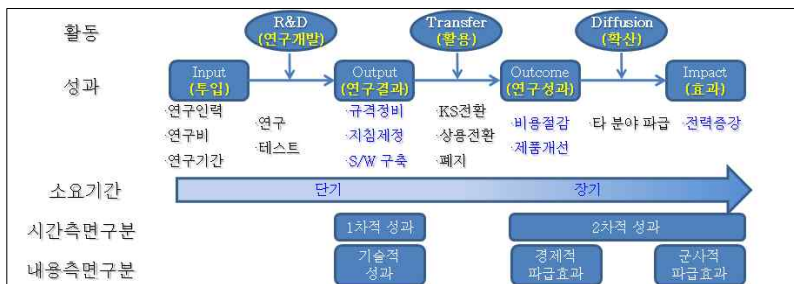 활동
R&D
(연구개발)
Transfer
(활용)
Diffusion
(확산)
성과
Input
(투입)
Output
(연구결과)
Outcome
(연구성과)
Impact
(효과)
·연구인력
·연구비
·연구기간
·연구
·테스트
·규격정비
·지침제정
·S/W 구축
·KS전환
·상용전환
·폐지
·비용절감
·제품개선
·타 분야 파급
·전력증강
소요기간
단기
장기
시간측면구분
1차적 성과
2차적 성과
내용측면구분
기술적
성과
경제적
파급효과
군사적
파급효과